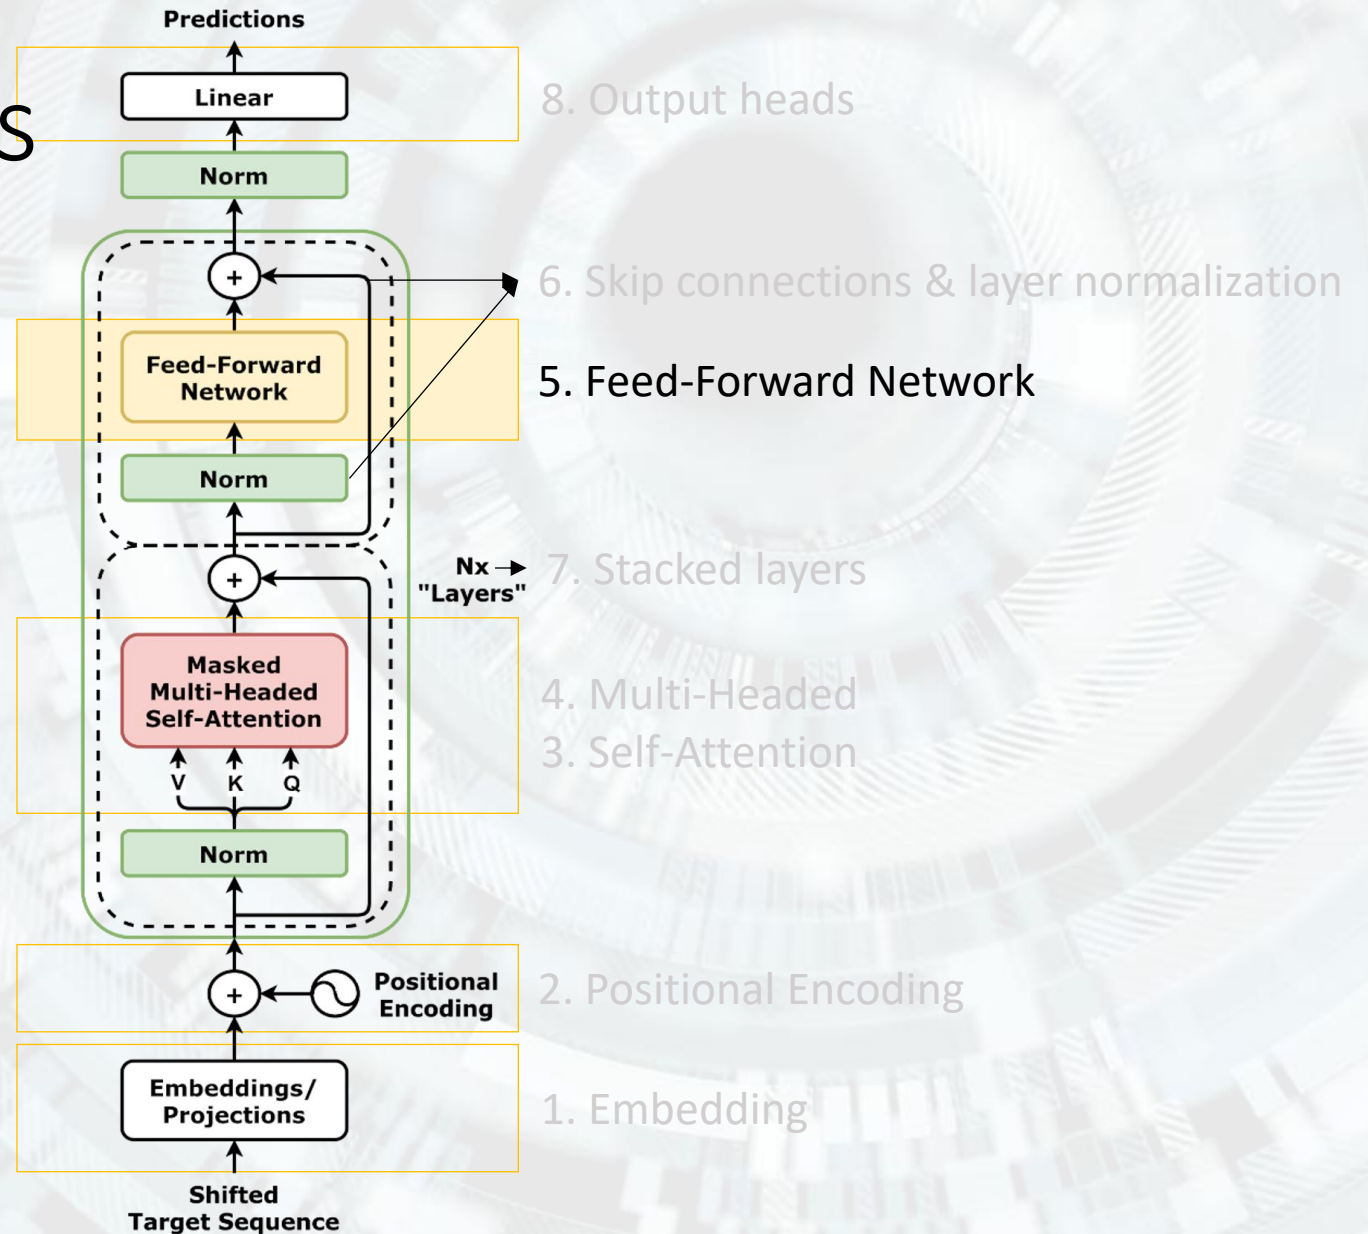 Predictions
Linear
8. Output heads
s
Norm
+
6. Skip connections & layer normalization
Feed-Forward
Network
5. Feed-Forward Network
Norm
+
Nx
"Layers"
7. Stacked layers
Masked
Multi-Headed
Self-Attention
4. Multi-Headed
3. Self-Attention
V K Q
Norm
+
Positional
Encoding
2. Positional Encoding
Embeddings/
Projections
1. Embedding
Shifted
Target Sequence